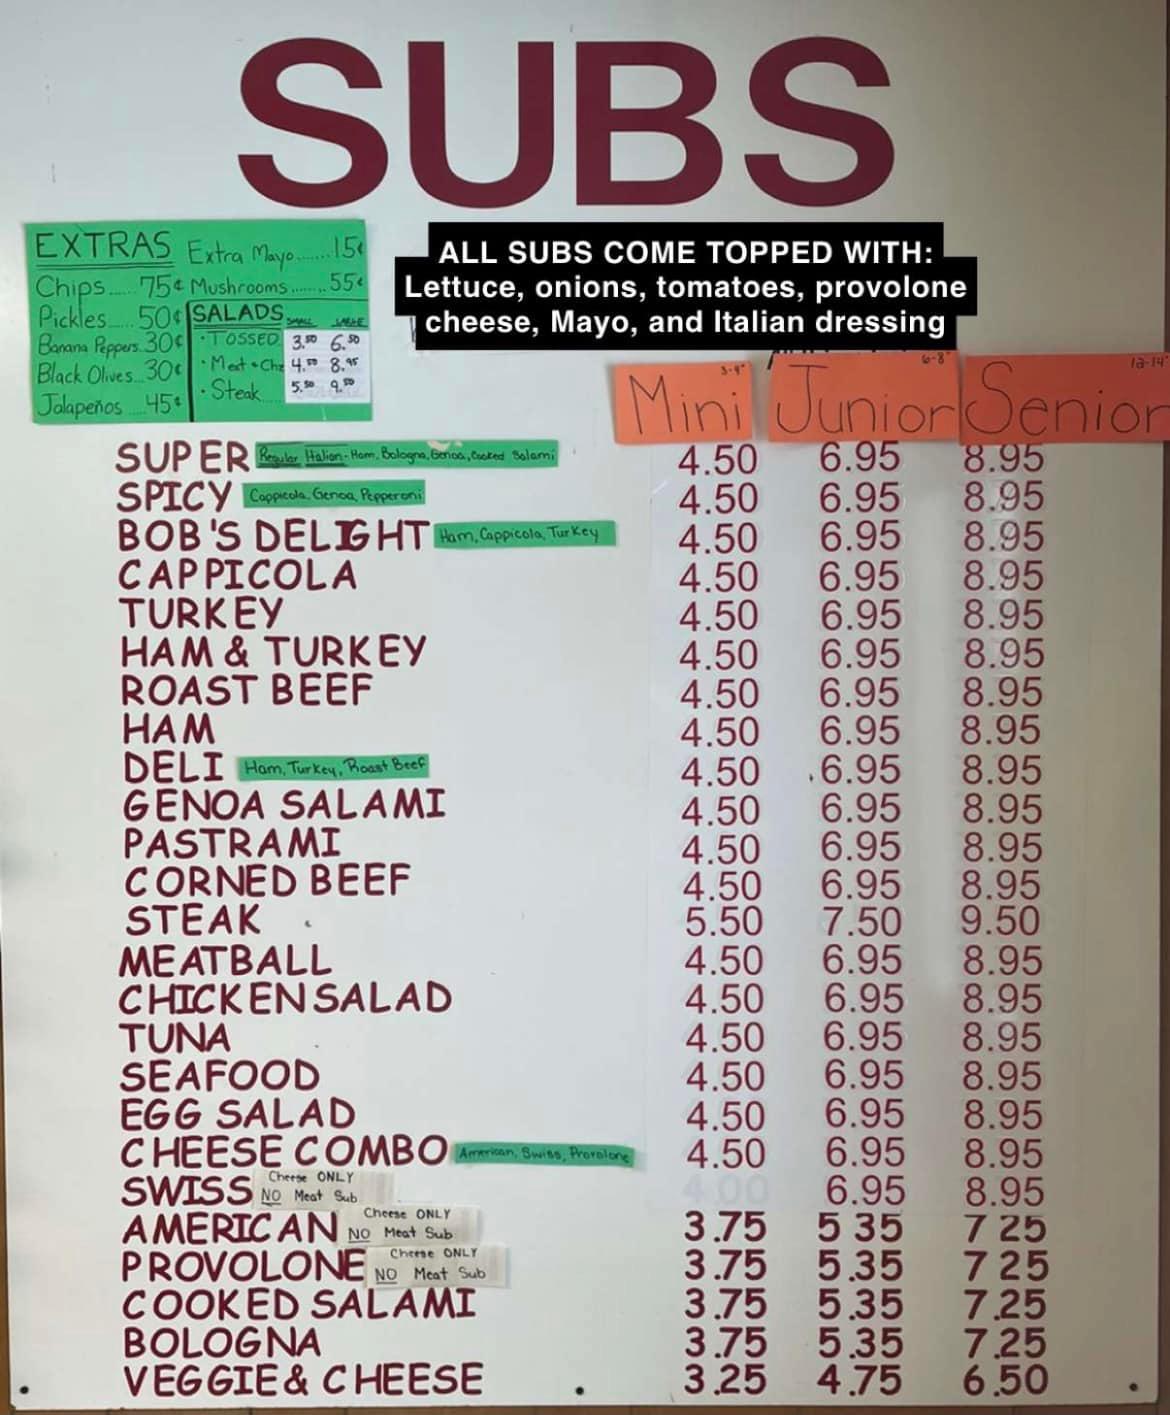 SUBS
EXTRAS Extra Mayo.......15¢
Chips.....75¢ Mushrooms........55¢
Pickles.....50¢
Banana Peppers..30¢
Black Olives...30¢
Jalapeños ....45¢
SALADS SMALL LARGE
• TOSSED 3.50 6.50
• Meat & Chz 4.50 8.95
• Steak 5.50 9.50
ALL SUBS COME TOPPED WITH:
Lettuce, onions, tomatoes, provolone
cheese, Mayo, and Italian dressing
Mini 3-4" Junior 6-8" Senior 12-14"
SUPER Regular Italian - Ham, Bologna, Genoa, Cooked Salami 4.50 6.95 8.95
SPICY Cappicola, Genoa, Pepperoni 4.50 6.95 8.95
BOB'S DELIGHT Ham, Cappicola, Turkey 4.50 6.95 8.95
CAPPICOLA 4.50 6.95 8.95
TURKEY 4.50 6.95 8.95
HAM & TURKEY 4.50 6.95 8.95
ROAST BEEF 4.50 6.95 8.95
HAM 4.50 6.95 8.95
DELI Ham, Turkey, Roast Beef 4.50 6.95 8.95
GENOA SALAMI 4.50 6.95 8.95
PASTRAMI 4.50 6.95 8.95
CORNED BEEF 4.50 6.95 8.95
STEAK 5.50 7.50 9.50
MEATBALL 4.50 6.95 8.95
CHICKEN SALAD 4.50 6.95 8.95
TUNA 4.50 6.95 8.95
SEAFOOD 4.50 6.95 8.95
EGG SALAD 4.50 6.95 8.95
CHEESE COMBO American, Swiss, Provolone 4.50 6.95 8.95
SWISS Cheese ONLY NO Meat Sub 4.00 6.95 8.95
AMERICAN Cheese ONLY NO Meat Sub 3.75 5 35 7 25
PROVOLONE Cheese ONLY NO Meat Sub 3.75 5.35 7 25
COOKED SALAMI 3.75 5.35 7.25
BOLOGNA 3.75 5.35 7.25
VEGGIE & CHEESE 3.25 4.75 6.50